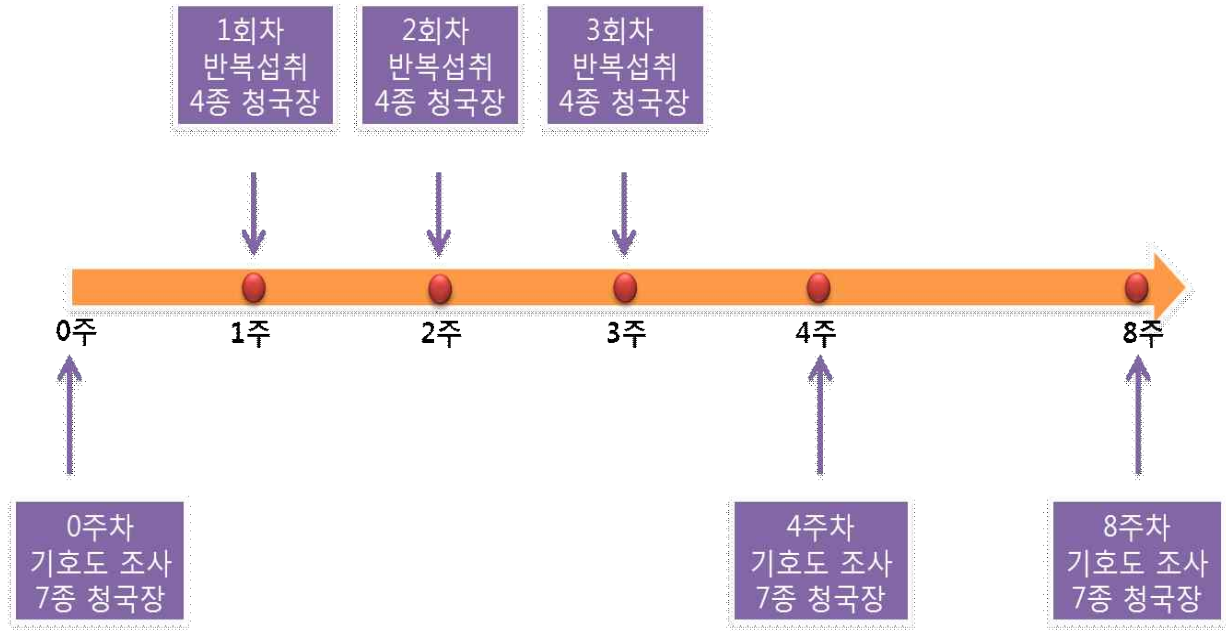 1회차
반복섭취
4종 청국장
2회차
반복섭취
4종 청국장
3회차
반복섭취
4종 청국장
0주
1주
2주
3주
4주
8주
0주차
기호도 조사
7종 청국장
4주차
기호도 조사
7종 청국장
8주차
기호도 조사
7종 청국장